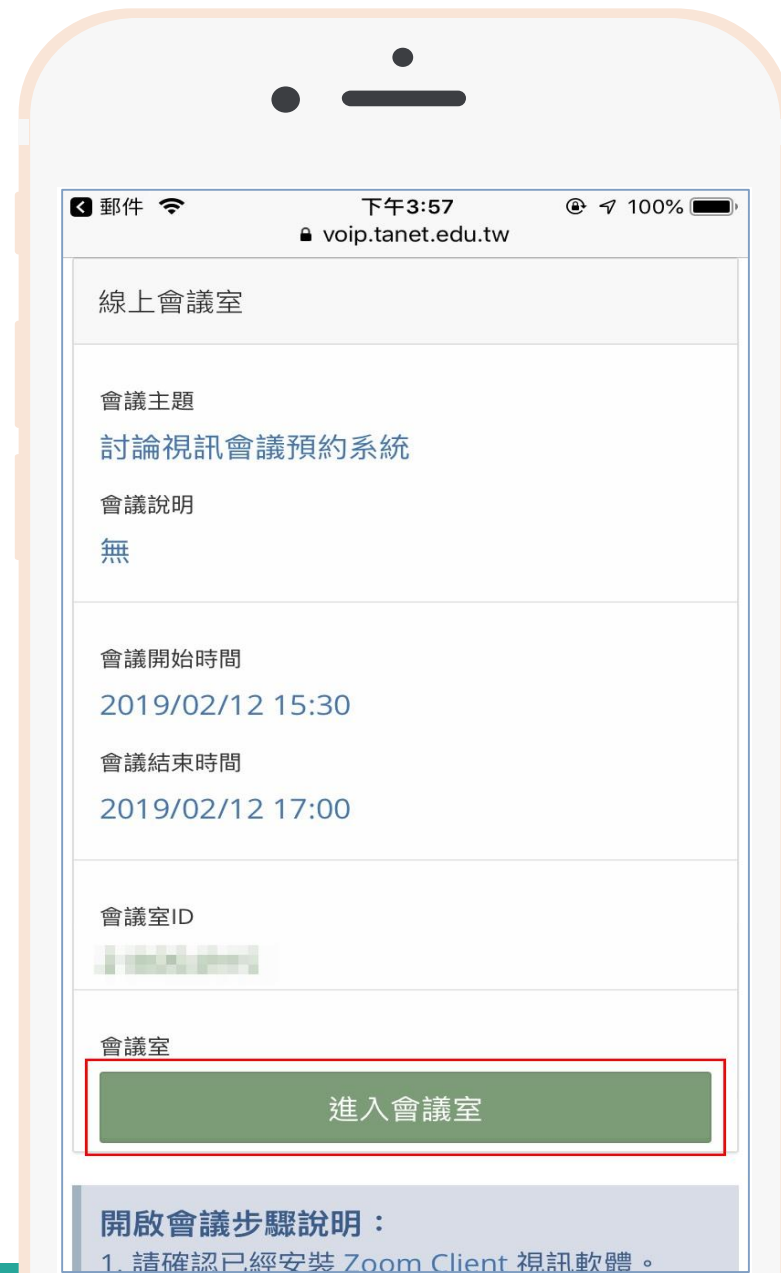 郵件
下午3:57
100%
voip.tanet.edu.tw
線上會議室
會議主題
討論視訊會議預約系統
會議說明
無
會議開始時間
2019/02/12 15:30
會議結束時間
2019/02/12 17:00
會議室ID
會議室
進入會議室
開啟會議步驟說明：
1. 請確認已經安裝 Zoom Client 視訊軟體。